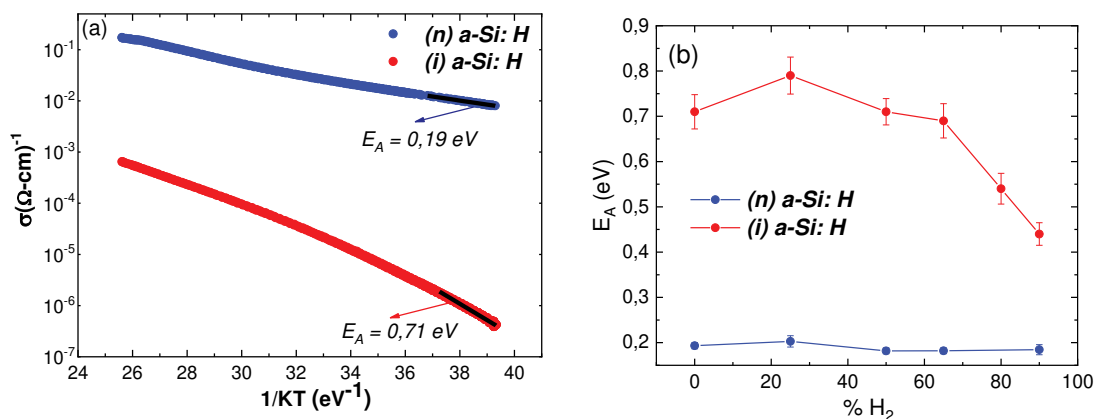 (a)
(n) a-Si: H
(i) a-Si: H
10⁻¹
10⁻²
10⁻³
10⁻⁴
10⁻⁵
10⁻⁶
10⁻⁷
σ(Ω-cm)⁻¹
E_A = 0,19 eV
E_A = 0,71 eV
24 26 28 30 32 34 36 38 40
1/KT (eV⁻¹)
(b)
0,9
0,8
0,7
0,6
0,5
0,4
0,3
0,2
E_A (eV)
(n) a-Si: H
(i) a-Si: H
0 20 40 60 80 100
% H₂